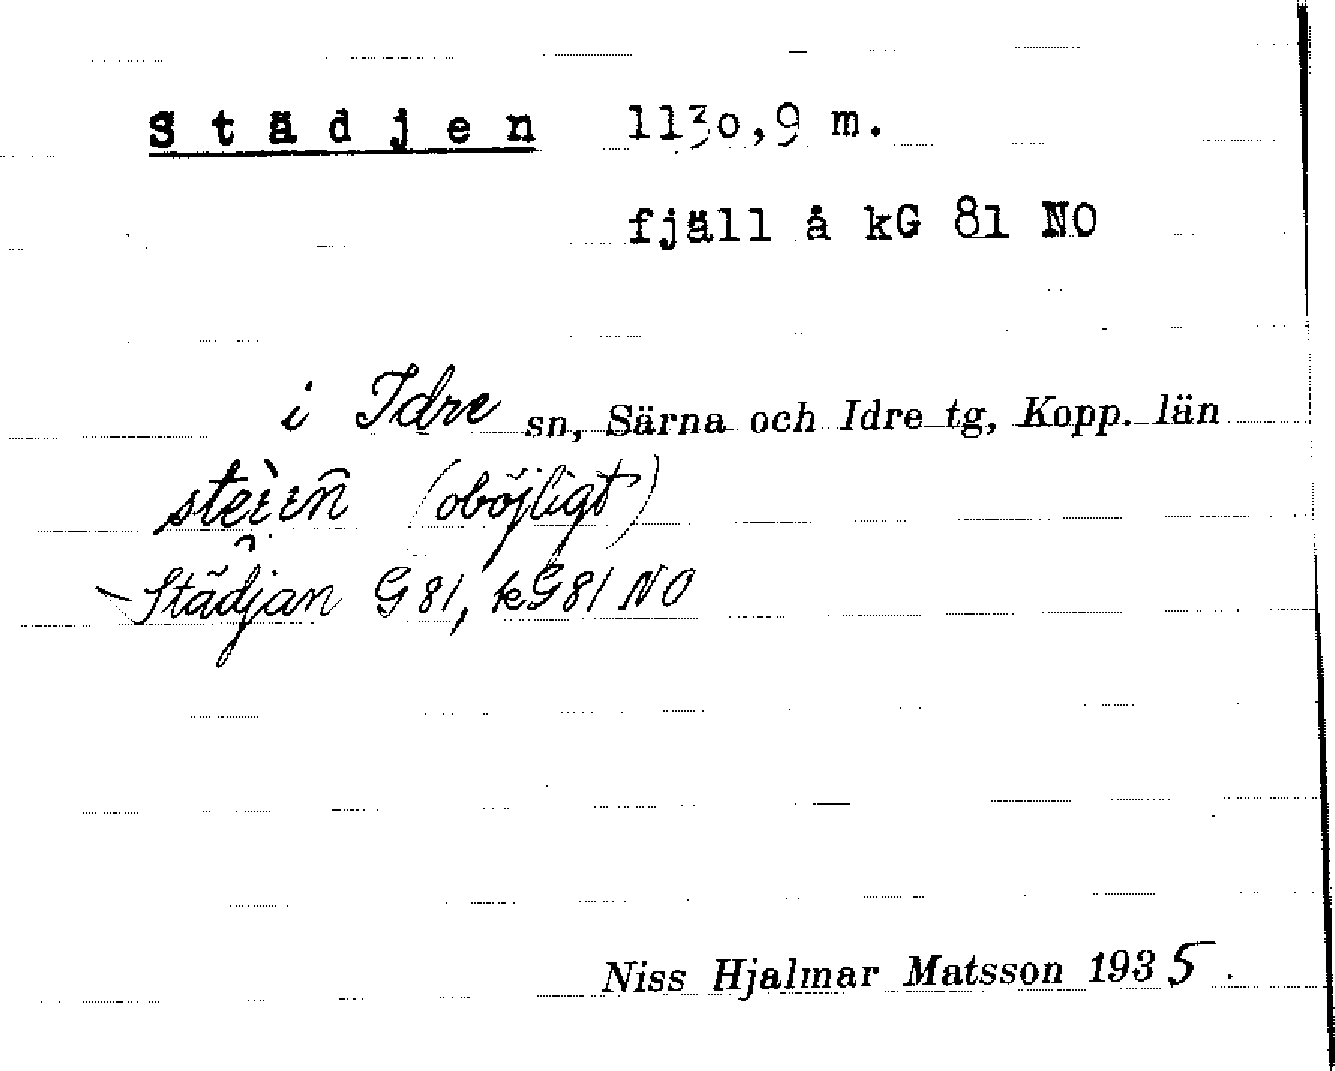 Städjen 1130,9 m.
fjäll å kG 81 NO
i Idre sn, Särna och Idre tg, Kopp. län
(oböjligt)
Städjan G 81, kG 81 NO
Niss Hjalmar Matsson 1935.